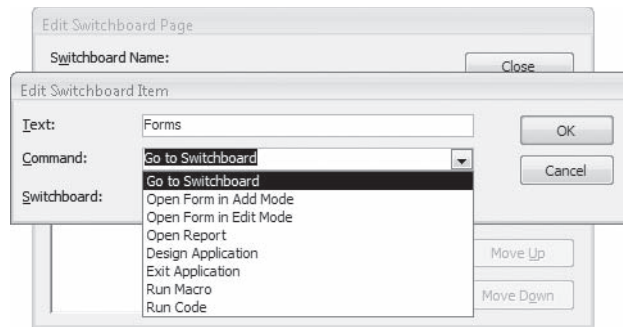 Edit Switchboard Page
Switchboard Name:
Close
Edit Switchboard Item
Text:
Forms
OK
Command:
Go to Switchboard
Cancel
Switchboard:
Go to Switchboard
Open Form in Add Mode
Open Form in Edit Mode
Open Report
Design Application
Exit Application
Run Macro
Run Code
Move Up
Move Down